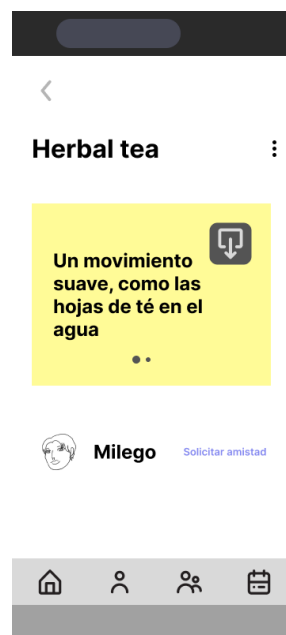 Herbal tea
Un movimiento
suave, como las
hojas de té en el
agua
Milego
Solicitar amistad